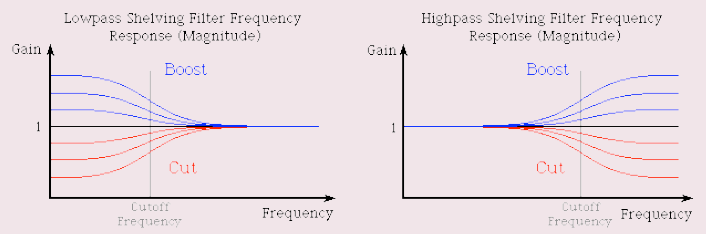 Lowpass Shelving Filter Frequency
Response (Magnitude)
Gain
Boost
1
Cut
Cutoff
Frequency
Frequency
Highpass Shelving Filter Frequency
Response (Magnitude)
Gain
Boost
1
Cut
Cutoff
Frequency
Frequency